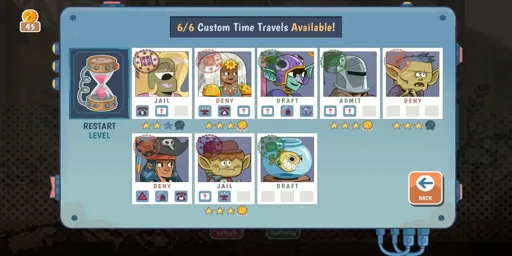 45
6/6 Custom Time Travels Available!
RESTART
LEVEL
JAIL
DENY
DRAFT
ADMIT
DENY
DENY
JAIL
DRAFT
BACK